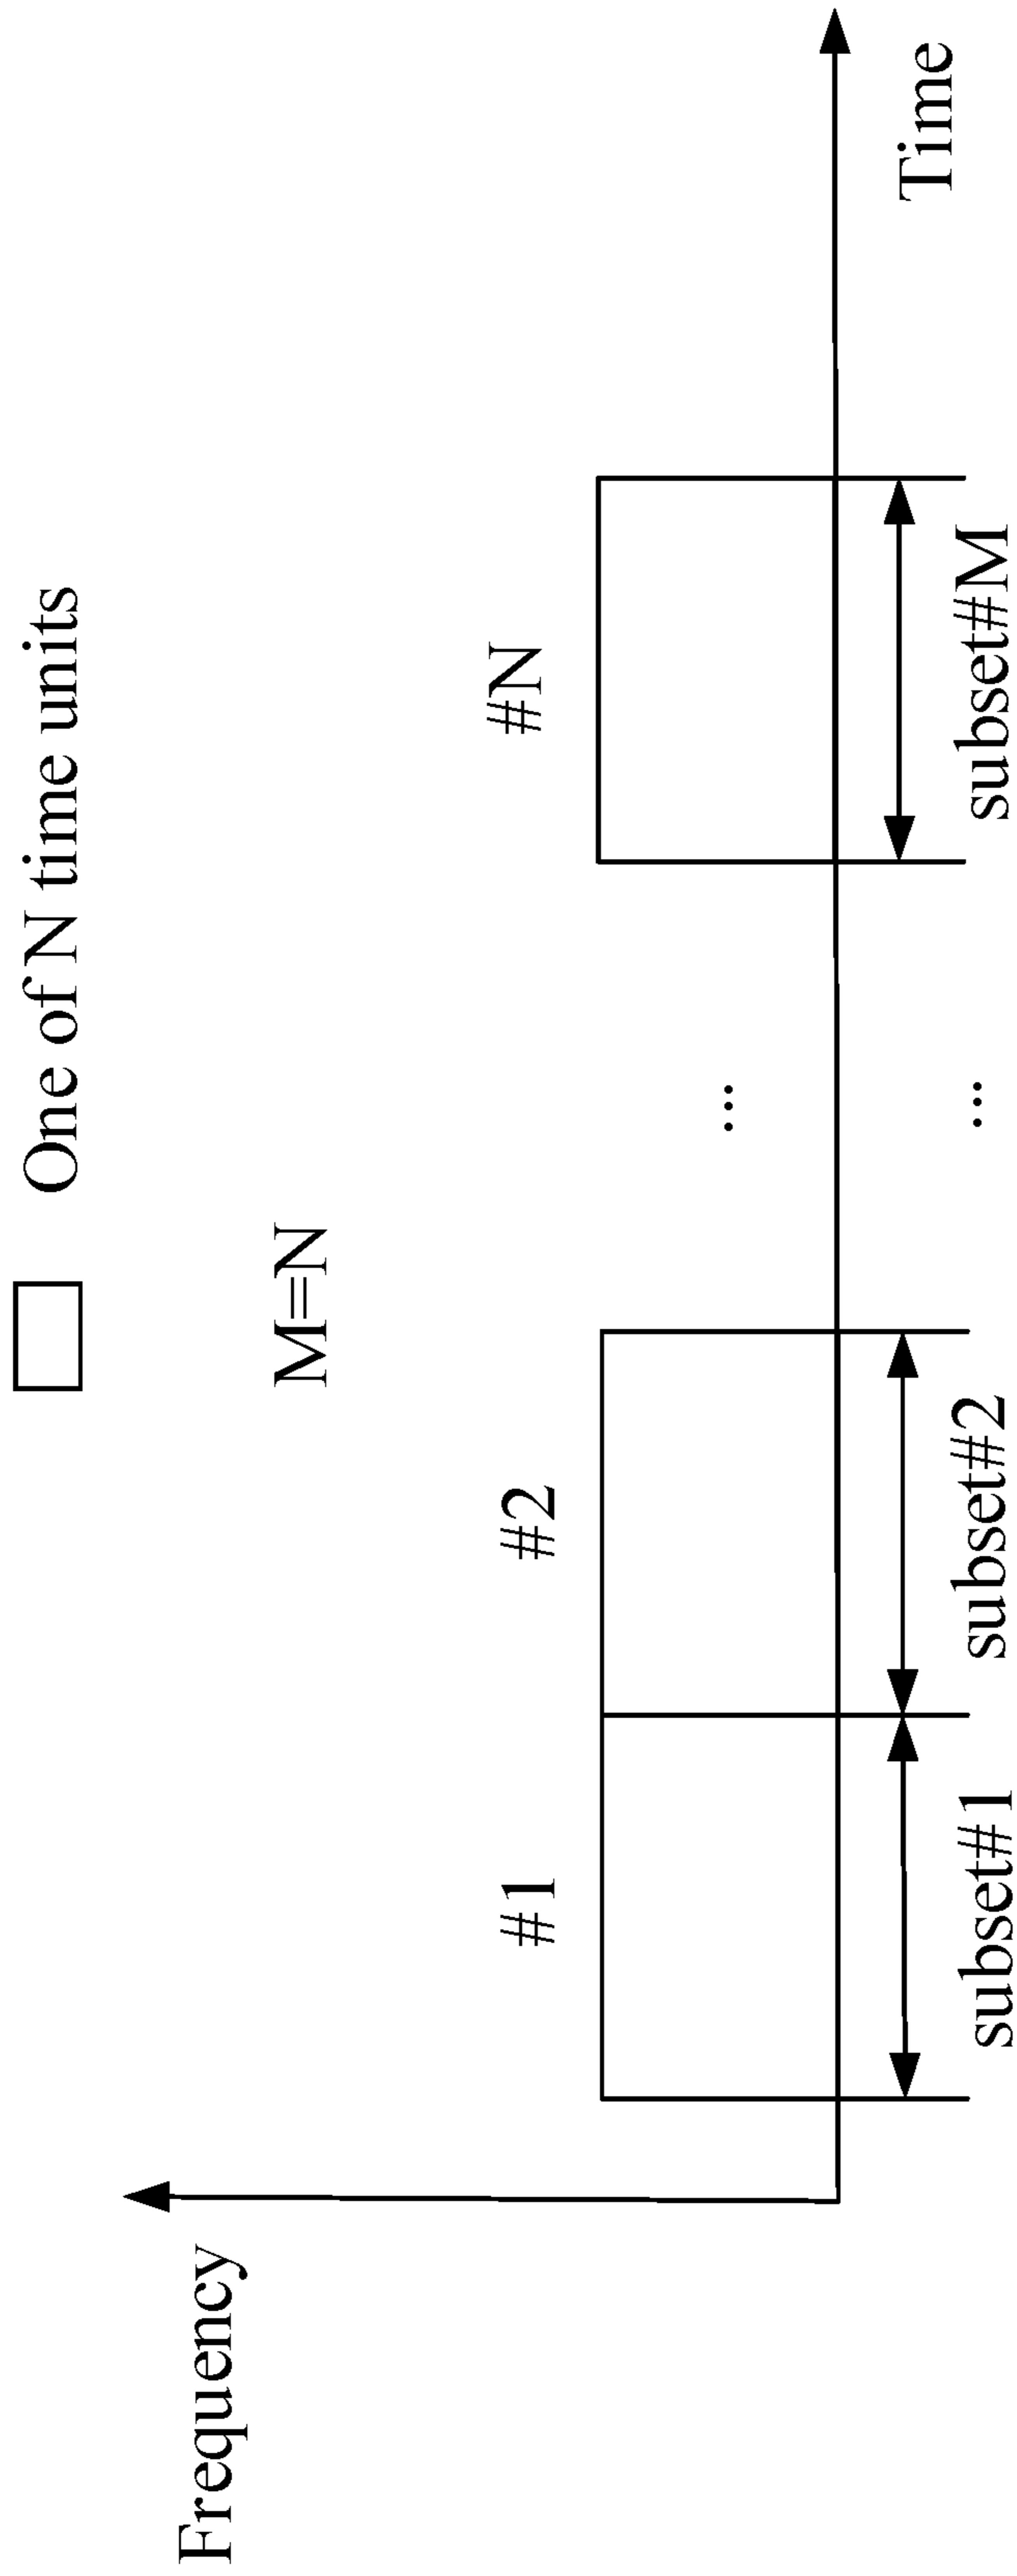 One of N time units
Frequency
M=N
#1
#2
#N
...
Time
subset#1
subset#2
...
subset#M